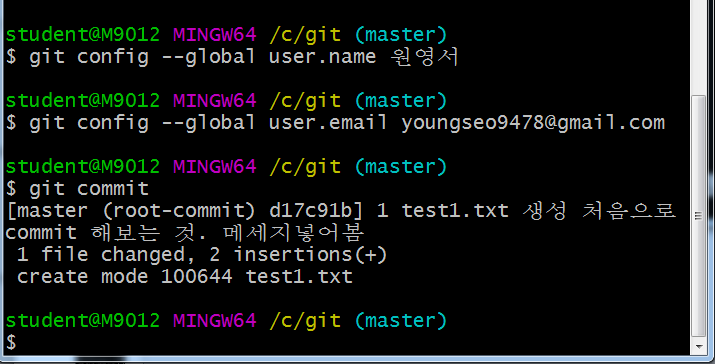 student@M9012 MINGW64 /c/git (master)
$ git config --global user.name 원영서
student@M9012 MINGW64 /c/git (master)
$ git config --global user.email youngseo9478@gmail.com
student@M9012 MINGW64 /c/git (master)
$ git commit
[master (root-commit) d17c91b] 1 test1.txt 생성 처음으로
commit 해보는 것. 메세지넣어봄
 1 file changed, 2 insertions(+)
 create mode 100644 test1.txt
student@M9012 MINGW64 /c/git (master)
$